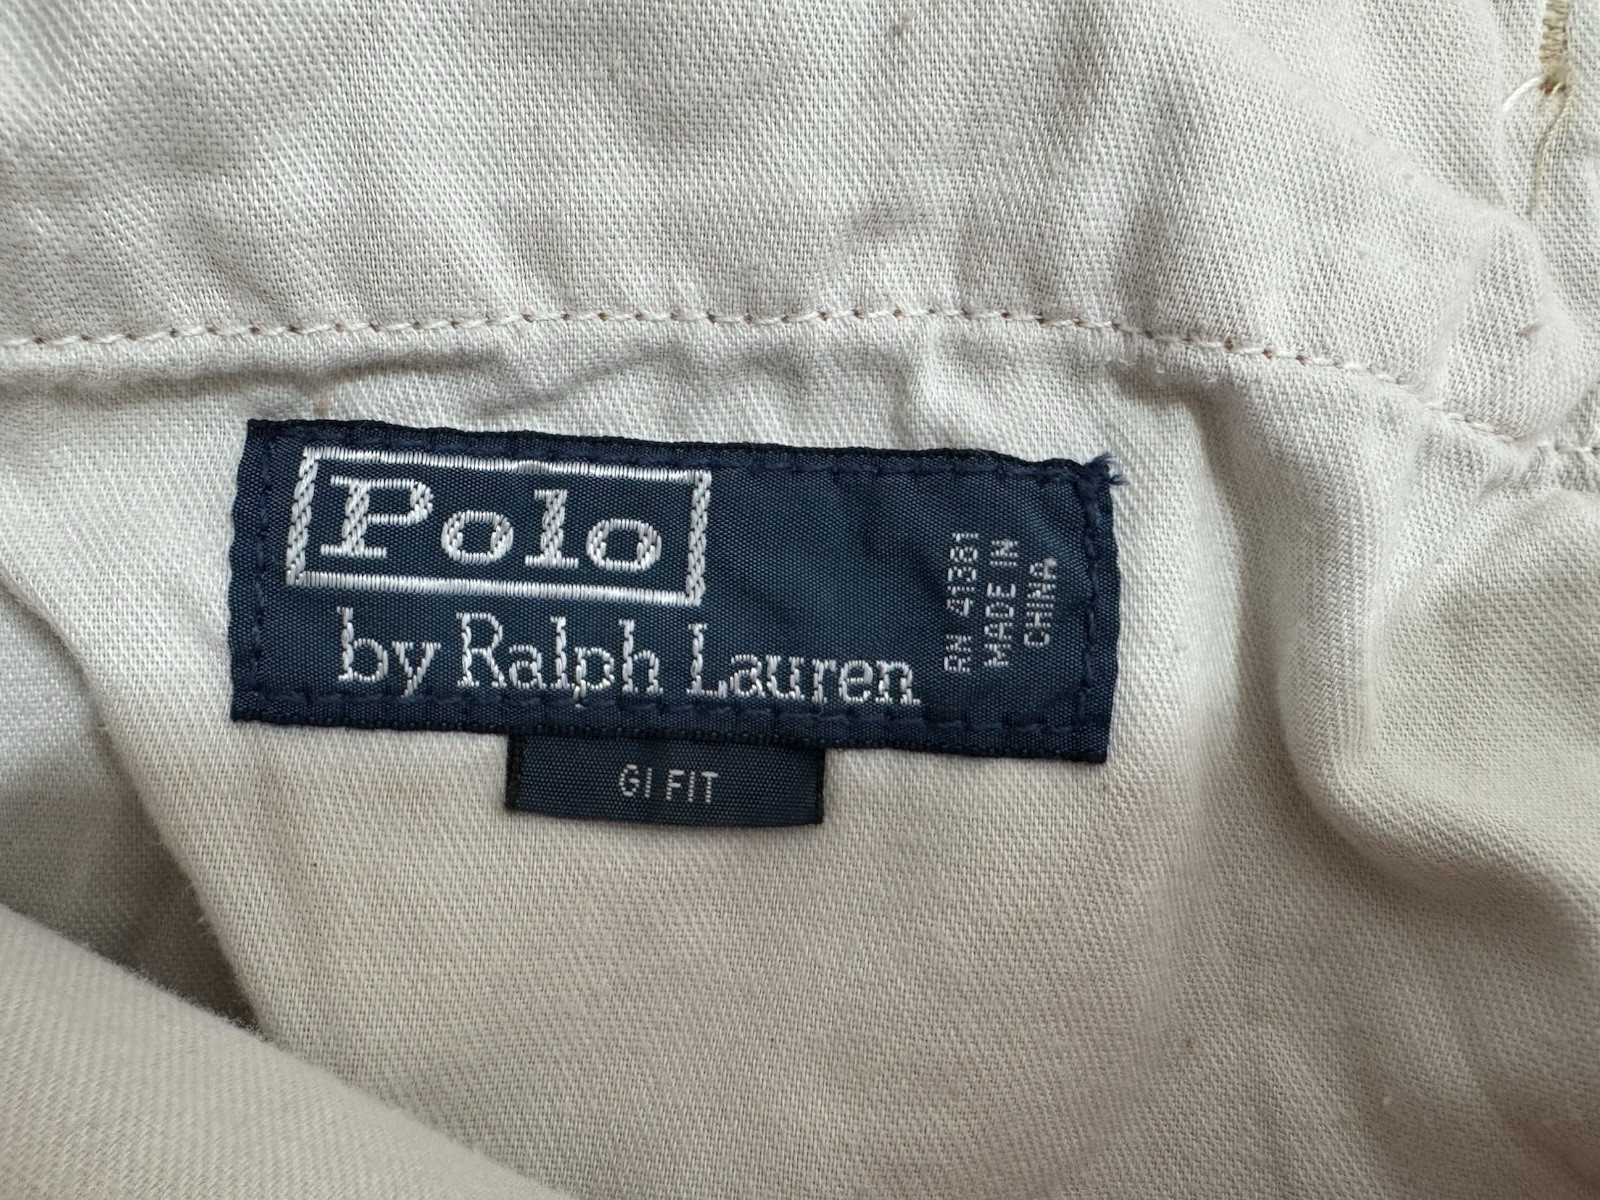 Polo
by Ralph Lauren
RN 41381
MADE IN
CHINA
GI FIT